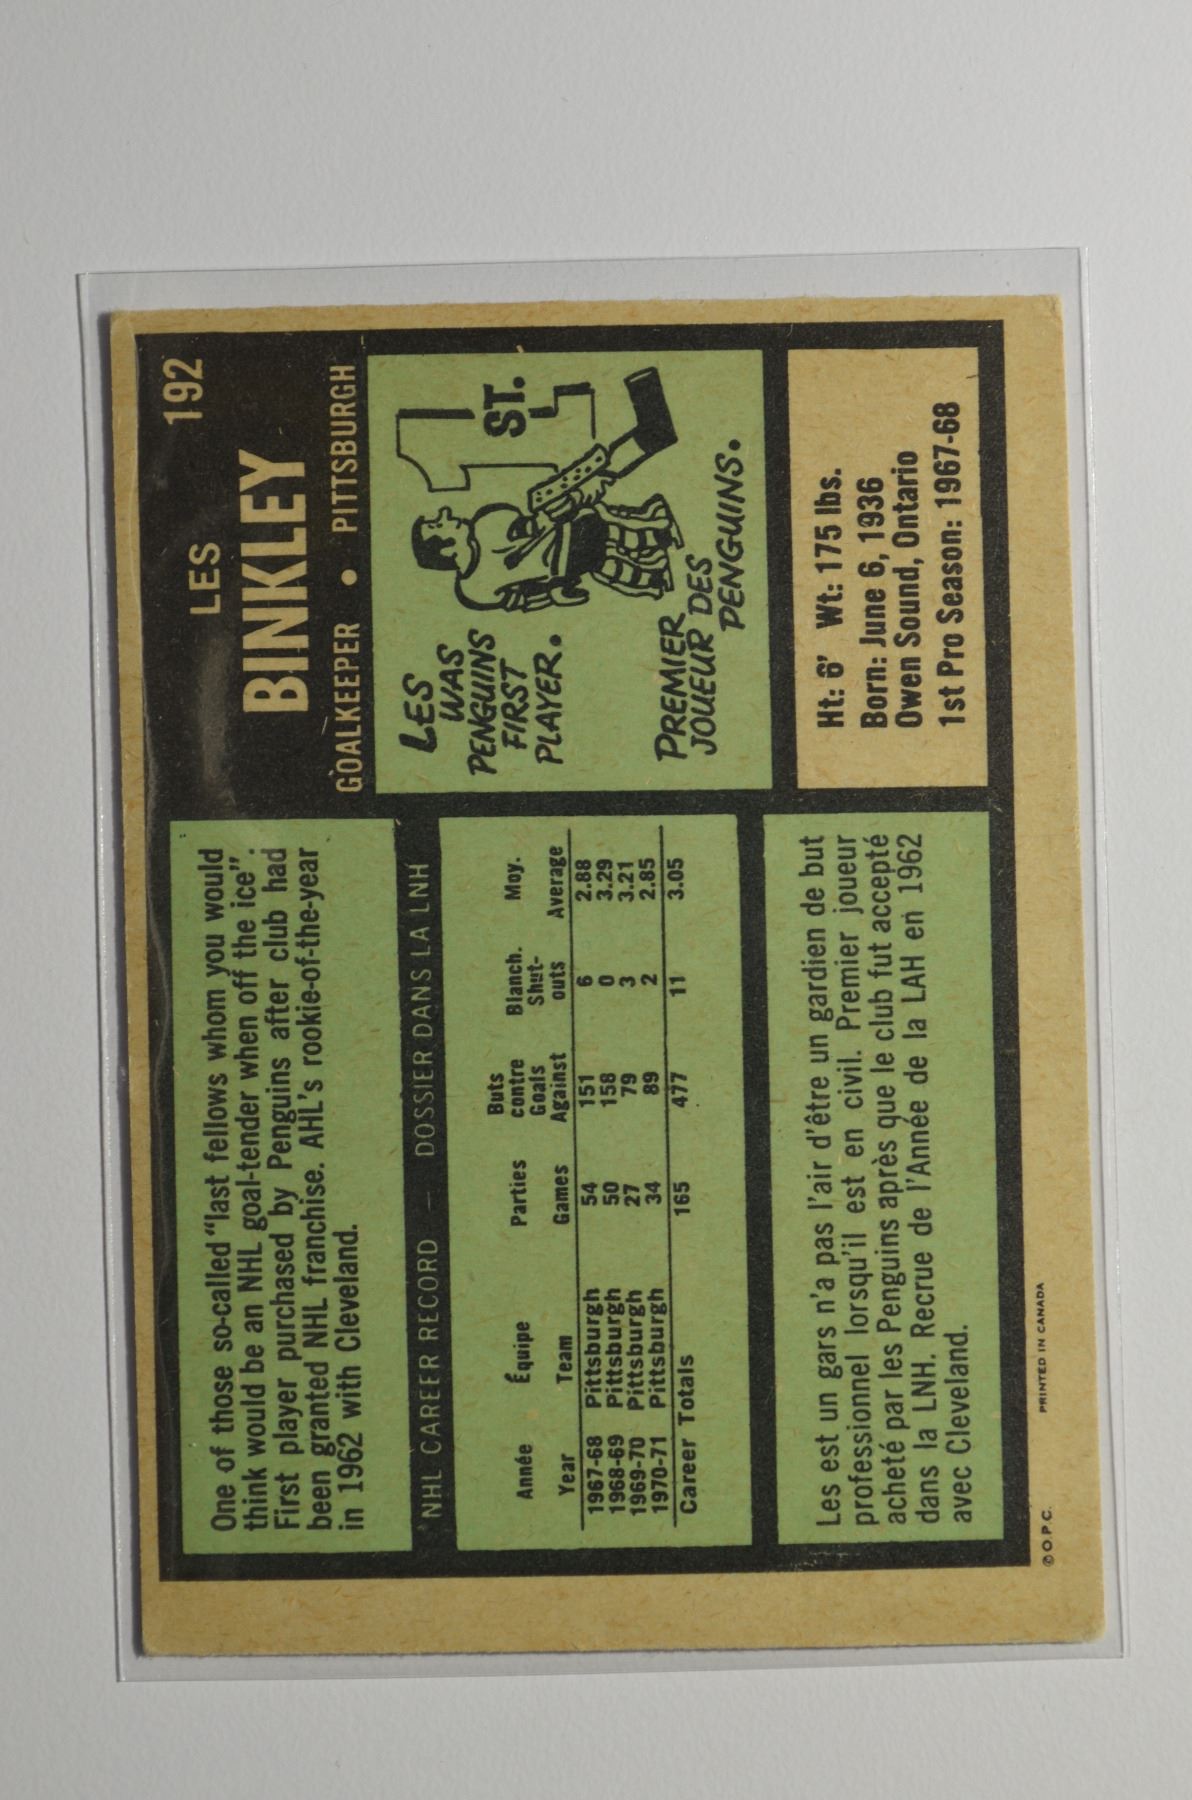 192
LES
BINKLEY
GOALKEEPER • PITTSBURGH
One of those so-called "last fellows whom you would
think would be an NHL goal-tender when off the ice".
First player purchased by Penguins after club had
been granted NHL franchise. AHL's rookie-of-the-year
in 1962 with Cleveland.
LES
WAS
PENGUINS
FIRST
PLAYER.
1
ST.
PREMIER
JOUEUR DES
PENGUINS.
NHL CAREER RECORD — DOSSIER DANS LA LNH
Année Équipe Parties Buts contre Blanch. Moy.
Year Team Games Goals Against Shut-outs Average
1967-68 Pittsburgh 54 151 6 2.88
1968-69 Pittsburgh 50 158 0 3.29
1969-70 Pittsburgh 27 79 3 3.21
1970-71 Pittsburgh 34 89 2 2.85
Career Totals 165 477 11 3.05
Ht: 6' Wt: 175 lbs.
Born: June 6, 1936
Owen Sound, Ontario
1st Pro Season: 1967-68
Les est un gars n'a pas l'air d'être un gardien de but
professionnel lorsqu'il est en civil. Premier joueur
acheté par les Penguins après que le club fut accepté
dans la LNH. Recrue de l'Année de la LAH en 1962
avec Cleveland.
© O.P.C. PRINTED IN CANADA